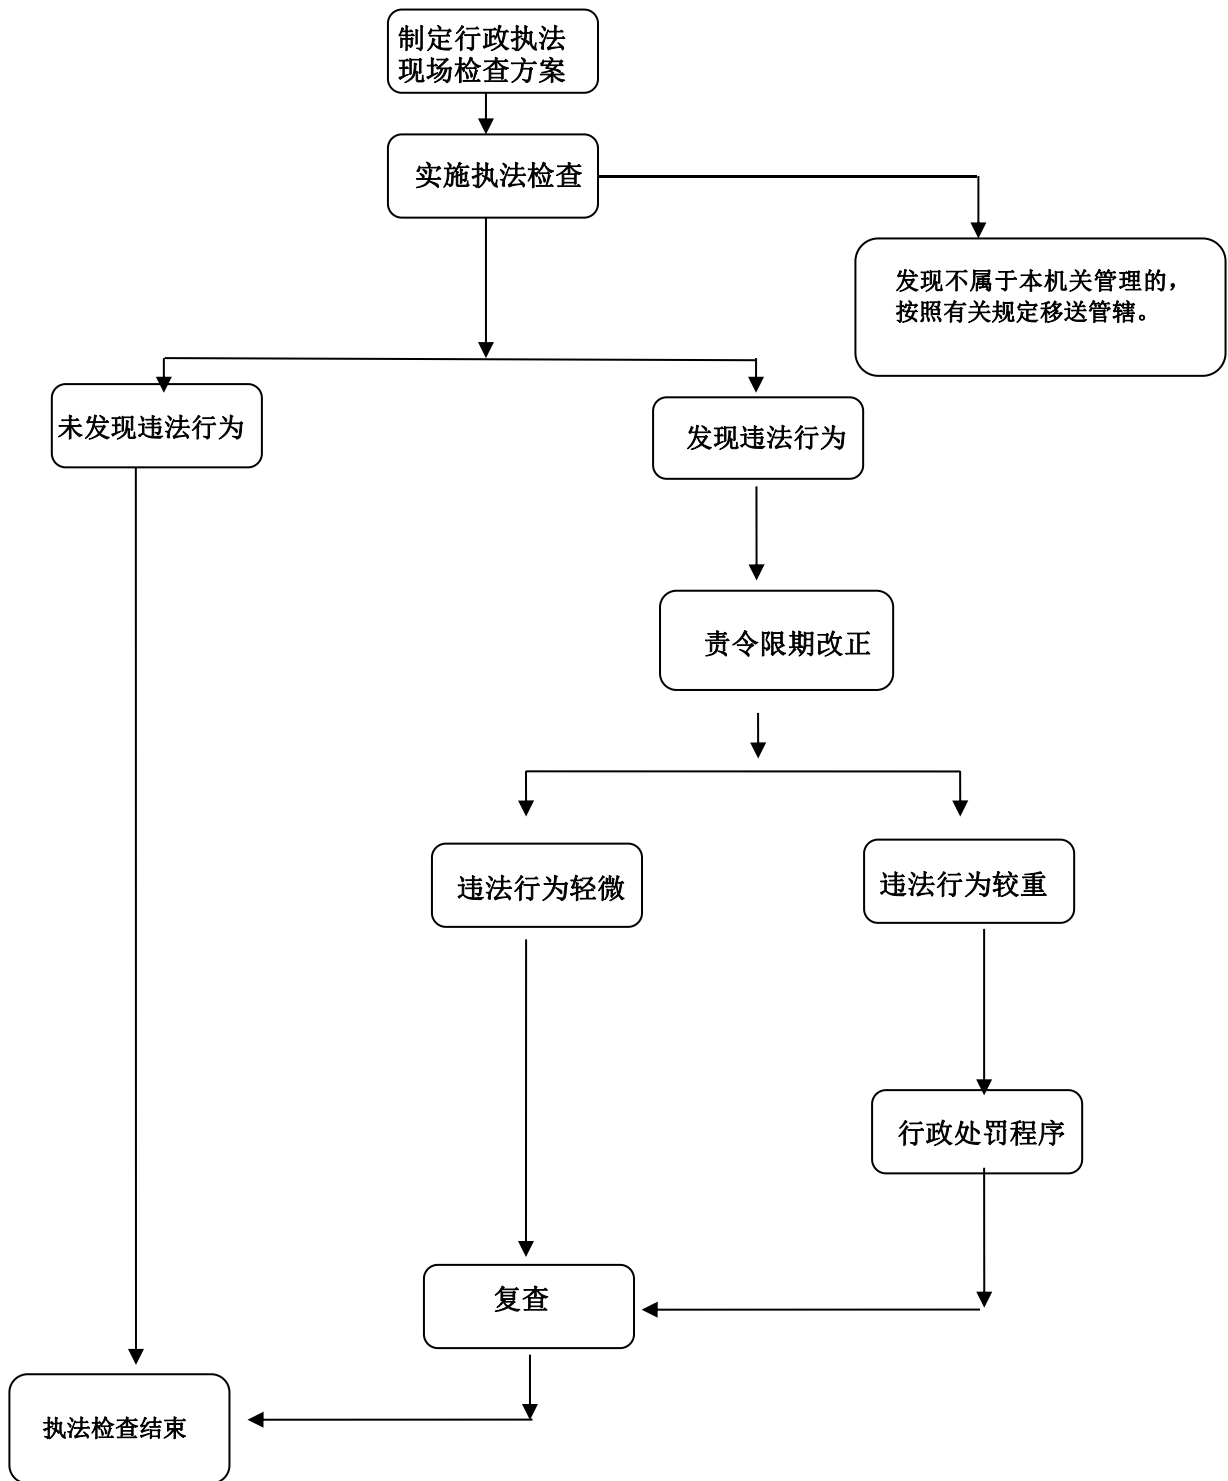 制定行政执法
现场检查方案
实施执法检查
发现不属于本机关管理的，
按照有关规定移送管辖。
未发现违法行为
发现违法行为
责令限期改正
违法行为轻微
违法行为较重
行政处罚程序
复查
执法检查结束